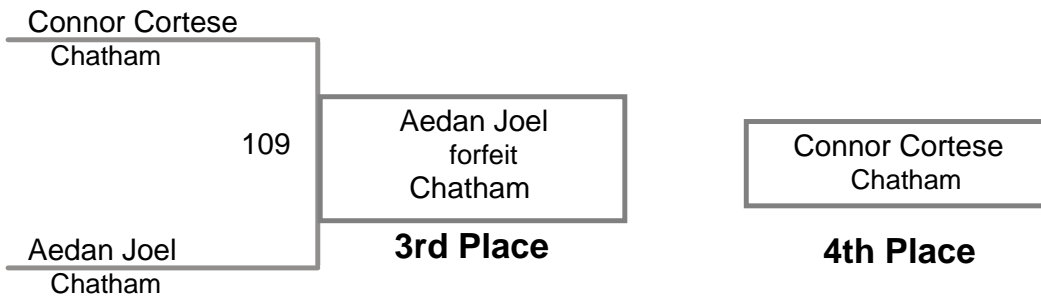 Connor Cortese
Chatham
109
Aedan Joel
forfeit
Chatham
3rd Place
Aedan Joel
Chatham
Connor Cortese
Chatham
4th Place